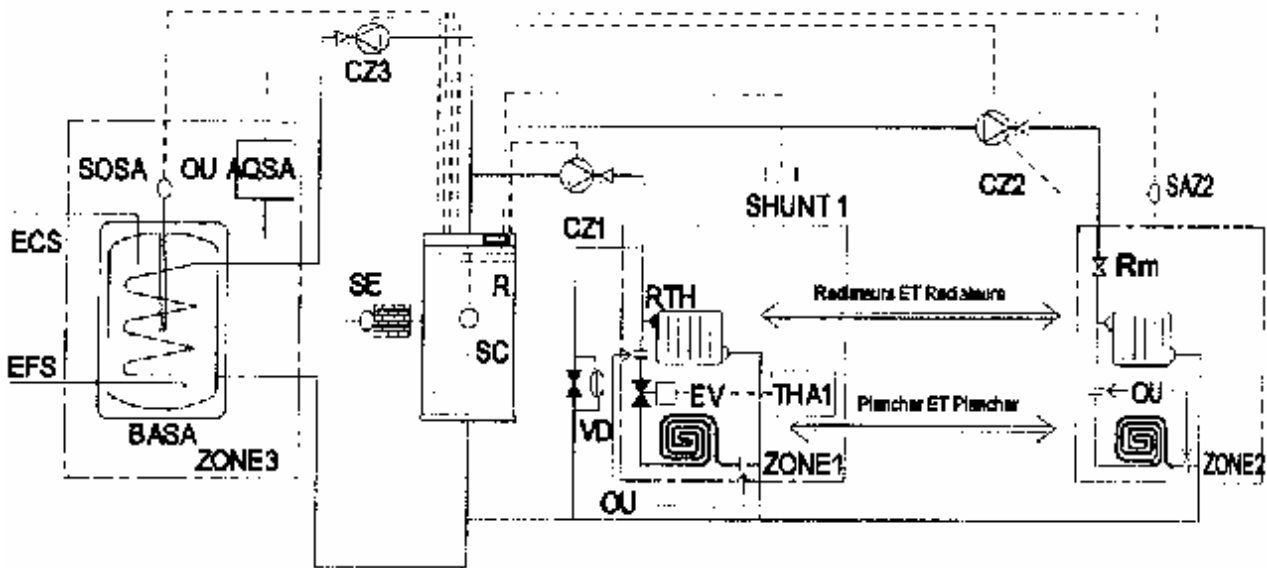 CZ3
SOSA OU AQSA
SHUNT 1
CZ2
SAZ2
ECS
CZ1
SE
R
RTH
Radiateurs ET Radiateurs
Rm
SC
EFS
EV
THA1
Plancher ET Plancher
OU
BASA
VD
ZONE3
ZONE1
ZONE2
OU